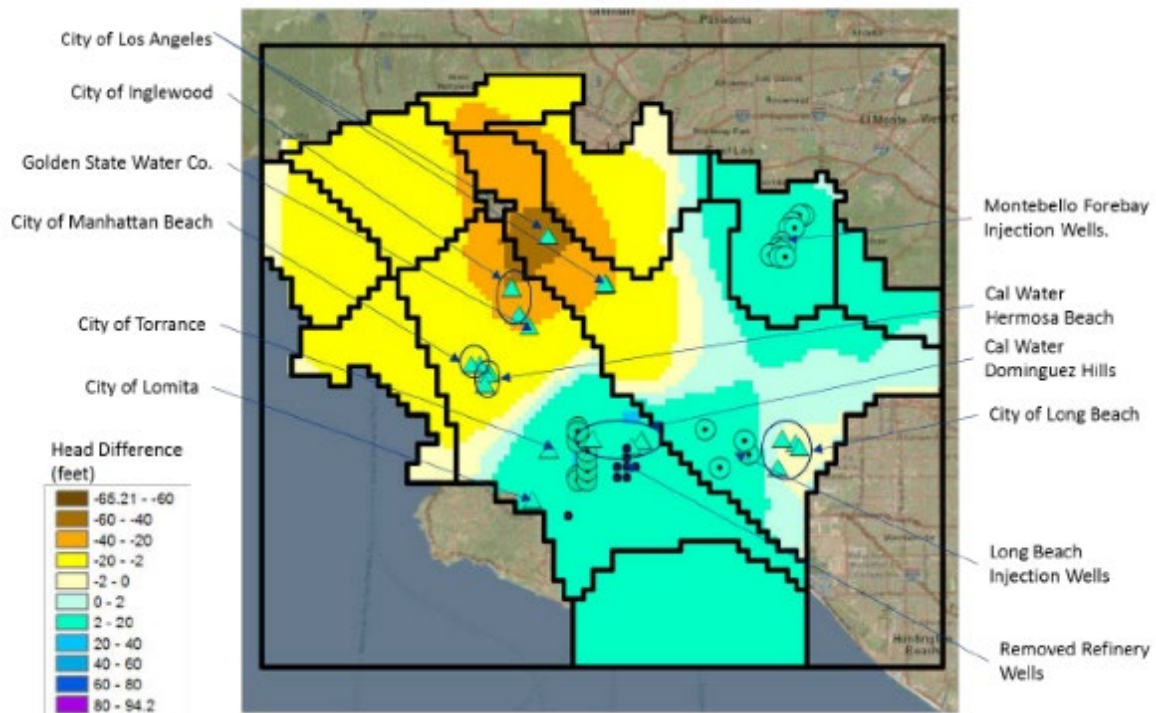 City of Los Angeles
City of Inglewood
Golden State Water Co.
City of Manhattan Beach
City of Torrance
City of Lomita
Head Difference
(feet)
-65.21 - -60
-60 - -40
-40 - -20
-20 - -2
-2 - 0
0 - 2
2 - 20
20 - 40
40 - 60
60 - 80
80 - 94.2
Pasadena
El Monte
Montebello Forebay
Injection Wells.
Cal Water
Hermosa Beach
Cal Water
Dominguez Hills
City of Long Beach
Long Beach
Injection Wells
Removed Refinery
Wells